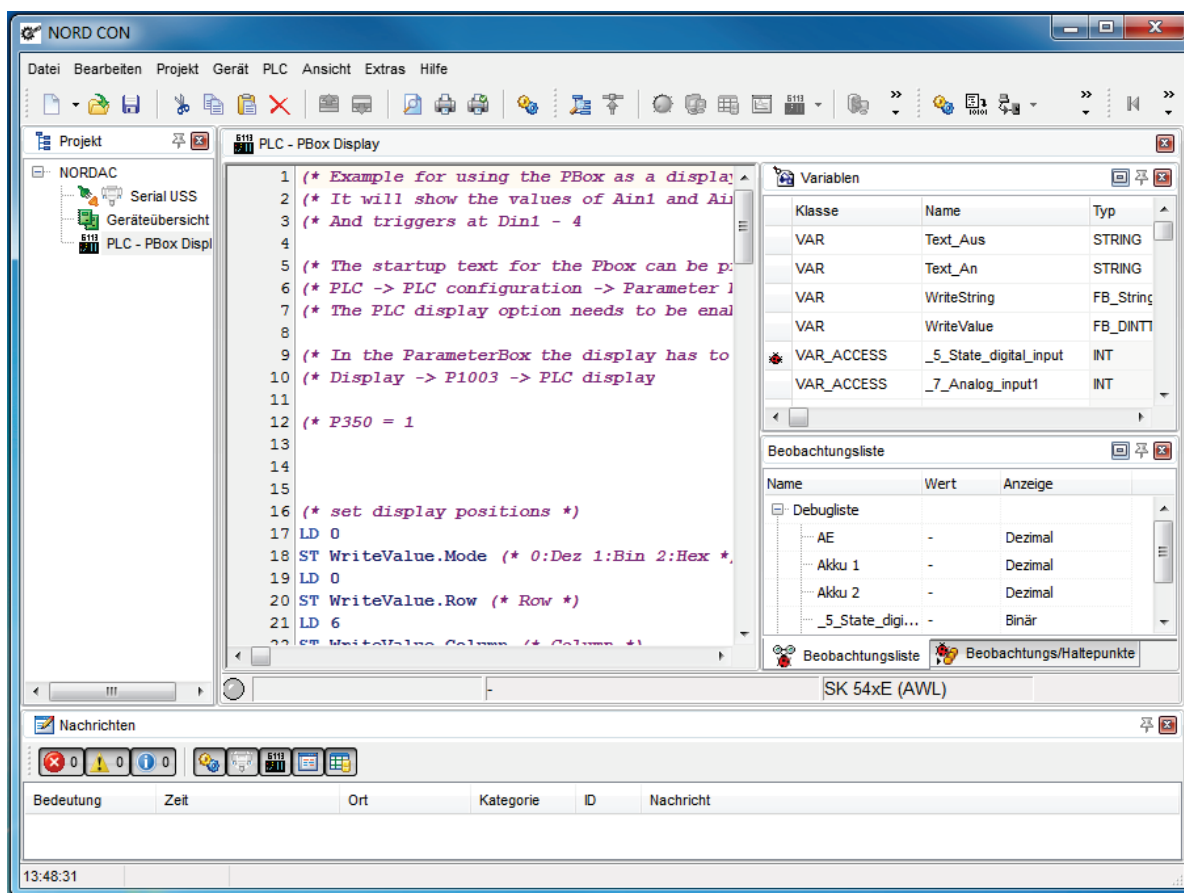 NORD CON
Datei Bearbeiten Projekt Gerät PLC Ansicht Extras Hilfe
Projekt
NORDAC
Serial USS
Geräteübersicht
PLC - PBox Displ
PLC - PBox Display
1 (* Example for using the PBox as a display
2 (* It will show the values of Ain1 and Ai
3 (* And triggers at Din1 - 4
4
5 (* The startup text for the Pbox can be p
6 (* PLC -> PLC configuration -> Parameter
7 (* The PLC display option needs to be enal
8
9 (* In the ParameterBox the display has to
10 (* Display -> P1003 -> PLC display
11
12 (* P350 = 1
13
14
15
16 (* set display positions *)
17 LD 0
18 ST WriteValue.Mode (* 0:Dez 1:Bin 2:Hex *
19 LD 0
20 ST WriteValue.Row (* Row *)
21 LD 6
22 ST WriteValue.Column (* Column *)
Variablen
Klasse Name Typ
VAR Text_Aus STRING
VAR Text_An STRING
VAR WriteString FB_String
VAR WriteValue FB_DINTT
VAR_ACCESS _5_State_digital_input INT
VAR_ACCESS _7_Analog_input1 INT
Beobachtungsliste
Name Wert Anzeige
Debugliste
AE - Dezimal
Akku 1 - Dezimal
Akku 2 - Dezimal
_5_State_digi... - Binär
Beobachtungsliste Beobachtungs/Haltepunkte
- SK 54xE (AWL)
Nachrichten
0 0 0
Bedeutung Zeit Ort Kategorie ID Nachricht
13:48:31